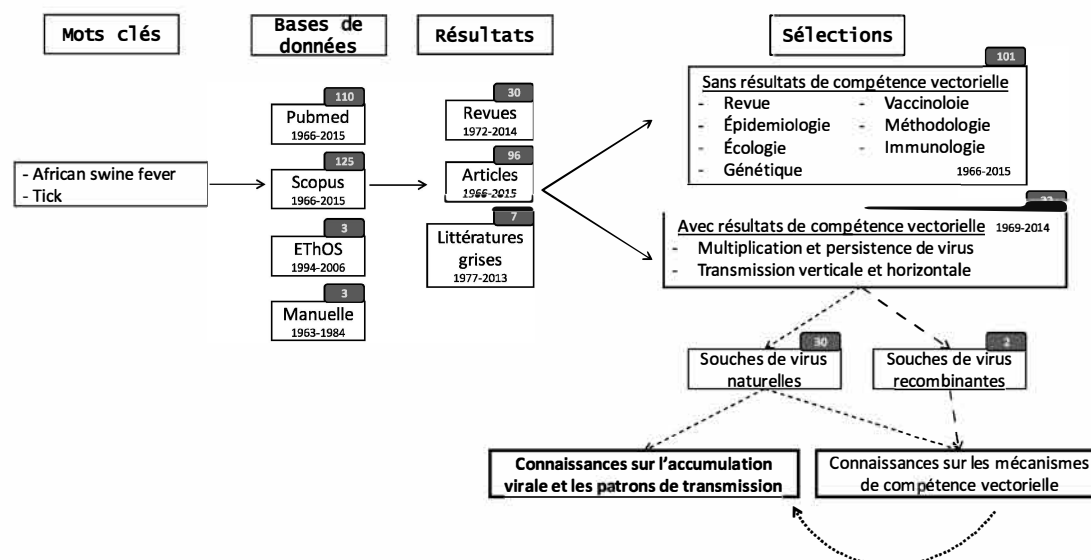 Mots clés
Bases de
données
Résultats
Sélections
- African swine fever
- Tick
110
Pubmed
1966-2015
125
Scopus
1966-2015
3
EThOS
1994-2006
3
Manuelle
1963-1984
30
Revues
1972-2014
96
Articles
1966-2015
7
Littératures
grises
1977-2013
101
Sans résultats de compétence vectorielle
- Revue - Vaccinoloie
- Épidemiologie - Méthodologie
- Écologie - Immunologie
- Génétique 1966-2015
Avec résultats de compétence vectorielle 1969-2014
- Multiplication et persistence de virus
- Transmission verticale et horizontale
30
Souches de virus
naturelles
2
Souches de virus
recombinantes
Connaissances sur l'accumulation
virale et les patrons de transmission
Connaissances sur les mécanismes
de compétence vectorielle